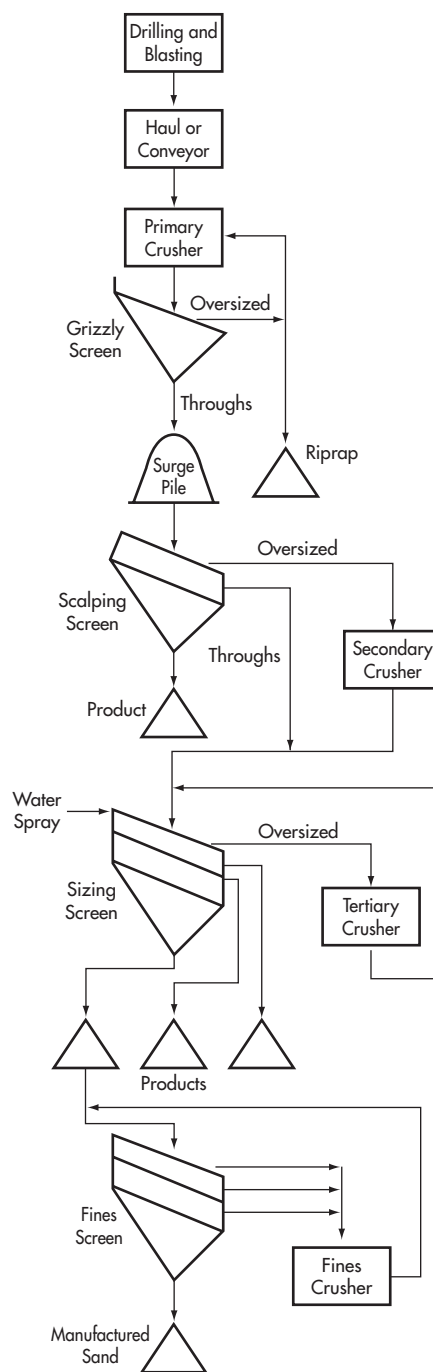 Drilling and
Blasting
Haul or
Conveyor
Primary
Crusher
Oversized
Grizzly
Screen
Throughs
Riprap
Surge
Pile
Oversized
Scalping
Screen
Throughs
Secondary
Crusher
Product
Water
Spray
Oversized
Sizing
Screen
Tertiary
Crusher
Products
Fines
Screen
Fines
Crusher
Manufactured
Sand